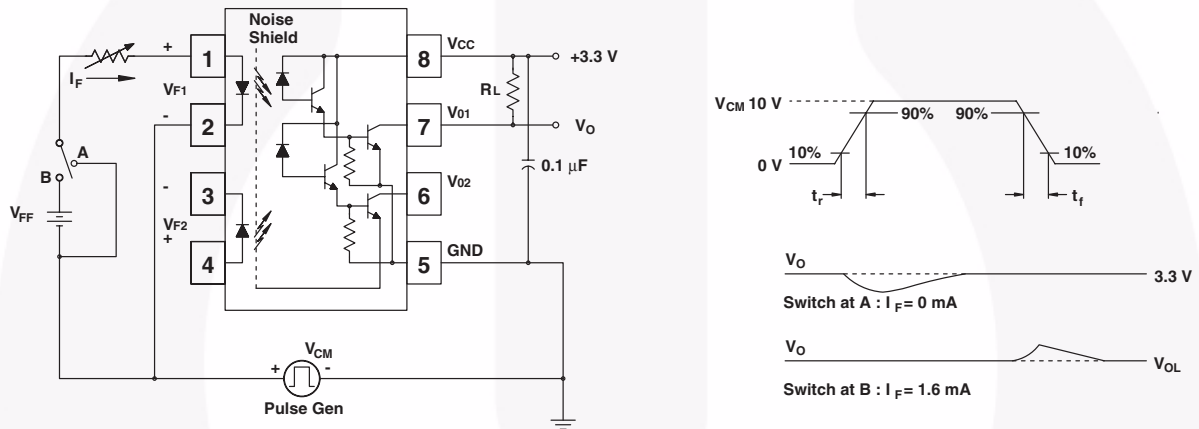 Noise
Shield
+
1
8
VCC
+3.3 V
IF
VF1
RL
-
2
7
V01
VO
A
B
0.1 μF
-
3
6
V02
VFF
VF2
+
4
5
GND
VCM
+
-
Pulse Gen
VCM 10 V
90%
90%
10%
10%
0 V
tr
tf
VO
3.3 V
Switch at A : IF = 0 mA
VO
VOL
Switch at B : IF = 1.6 mA